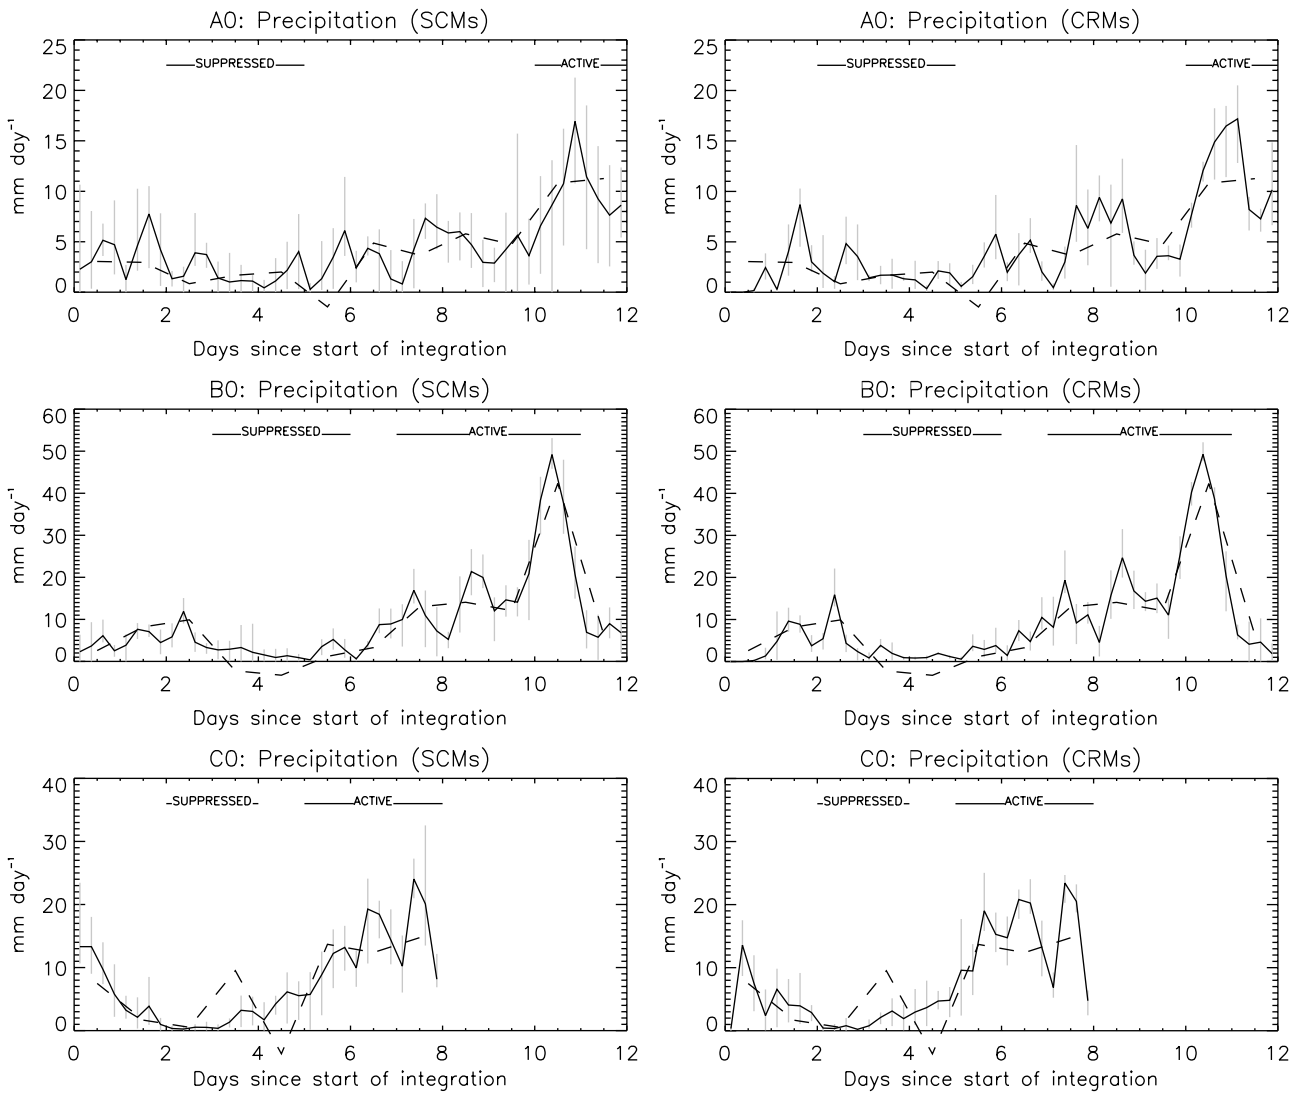 A0: Precipitation (SCMs)
25
20
15
10
5
0
mm day⁻¹
SUPPRESSED
ACTIVE
0 2 4 6 8 10 12
Days since start of integration
A0: Precipitation (CRMs)
25
20
15
10
5
0
mm day⁻¹
SUPPRESSED
ACTIVE
0 2 4 6 8 10 12
Days since start of integration
B0: Precipitation (SCMs)
60
50
40
30
20
10
0
mm day⁻¹
SUPPRESSED
ACTIVE
0 2 4 6 8 10 12
Days since start of integration
B0: Precipitation (CRMs)
60
50
40
30
20
10
0
mm day⁻¹
SUPPRESSED
ACTIVE
0 2 4 6 8 10 12
Days since start of integration
C0: Precipitation (SCMs)
40
30
20
10
0
mm day⁻¹
SUPPRESSED
ACTIVE
0 2 4 6 8 10 12
Days since start of integration
C0: Precipitation (CRMs)
40
30
20
10
0
mm day⁻¹
SUPPRESSED
ACTIVE
0 2 4 6 8 10 12
Days since start of integration